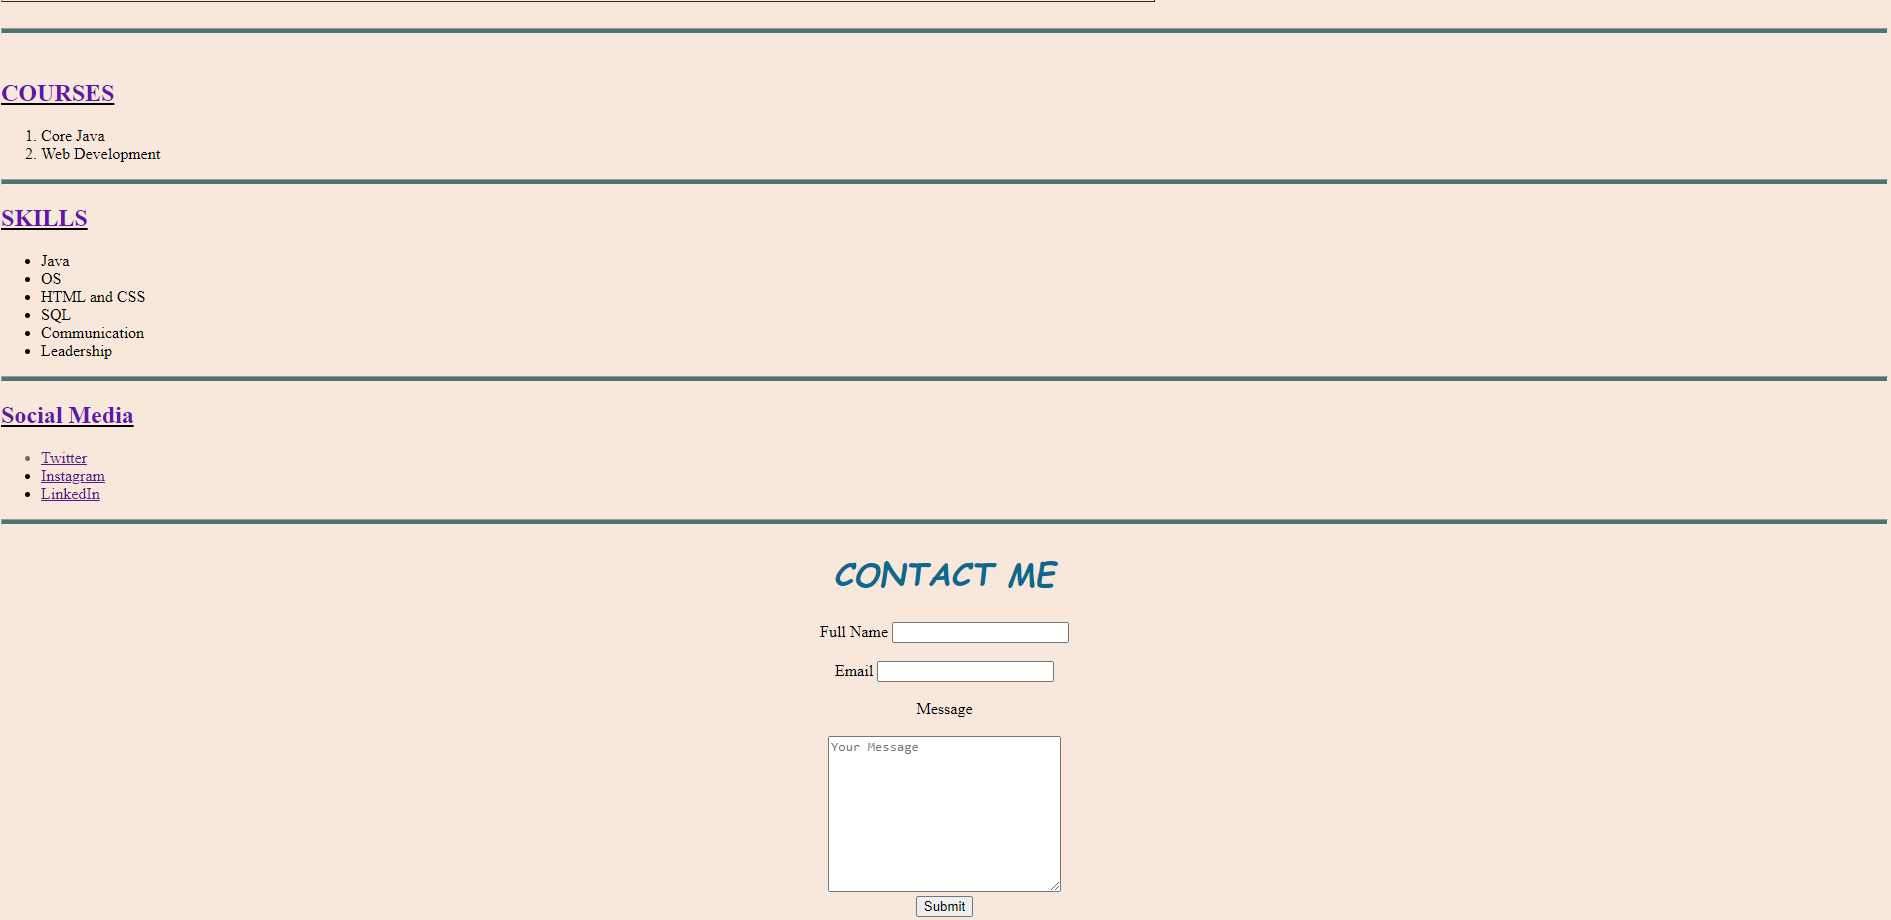 COURSES
1. Core Java
2. Web Development
SKILLS
• Java
• OS
• HTML and CSS
• SQL
• Communication
• Leadership
Social Media
• Twitter
• Instagram
• LinkedIn
CONTACT ME
Full Name
Email
Message
Your Message
Submit